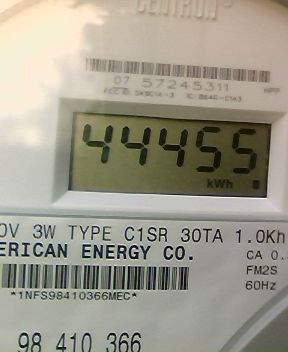 CENTRON
07 57245311
44455
kWh
0V 3W TYPE C1SR 30TA 1.0Kh
ERICAN ENERGY CO.
CA 0.
*1NFS98410366MEC*
FM2S
60Hz
98 410 366